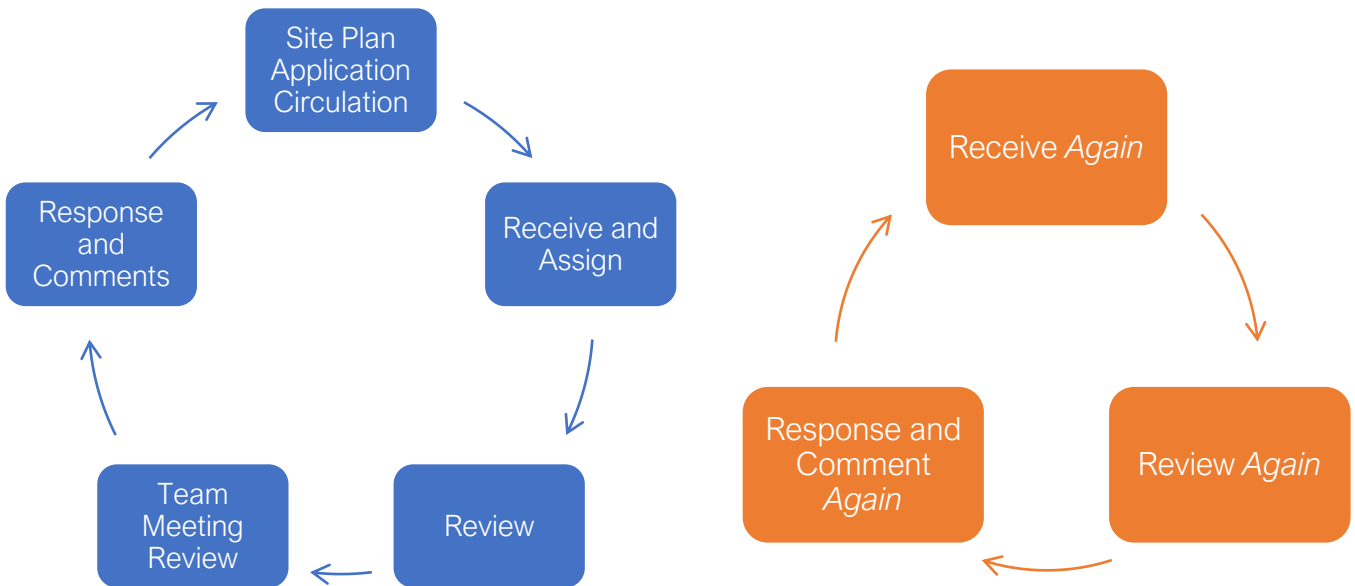 Site Plan
Application
Circulation
Receive and
Assign
Review
Team
Meeting
Review
Response
and
Comments
Receive Again
Review Again
Response and
Comment
Again